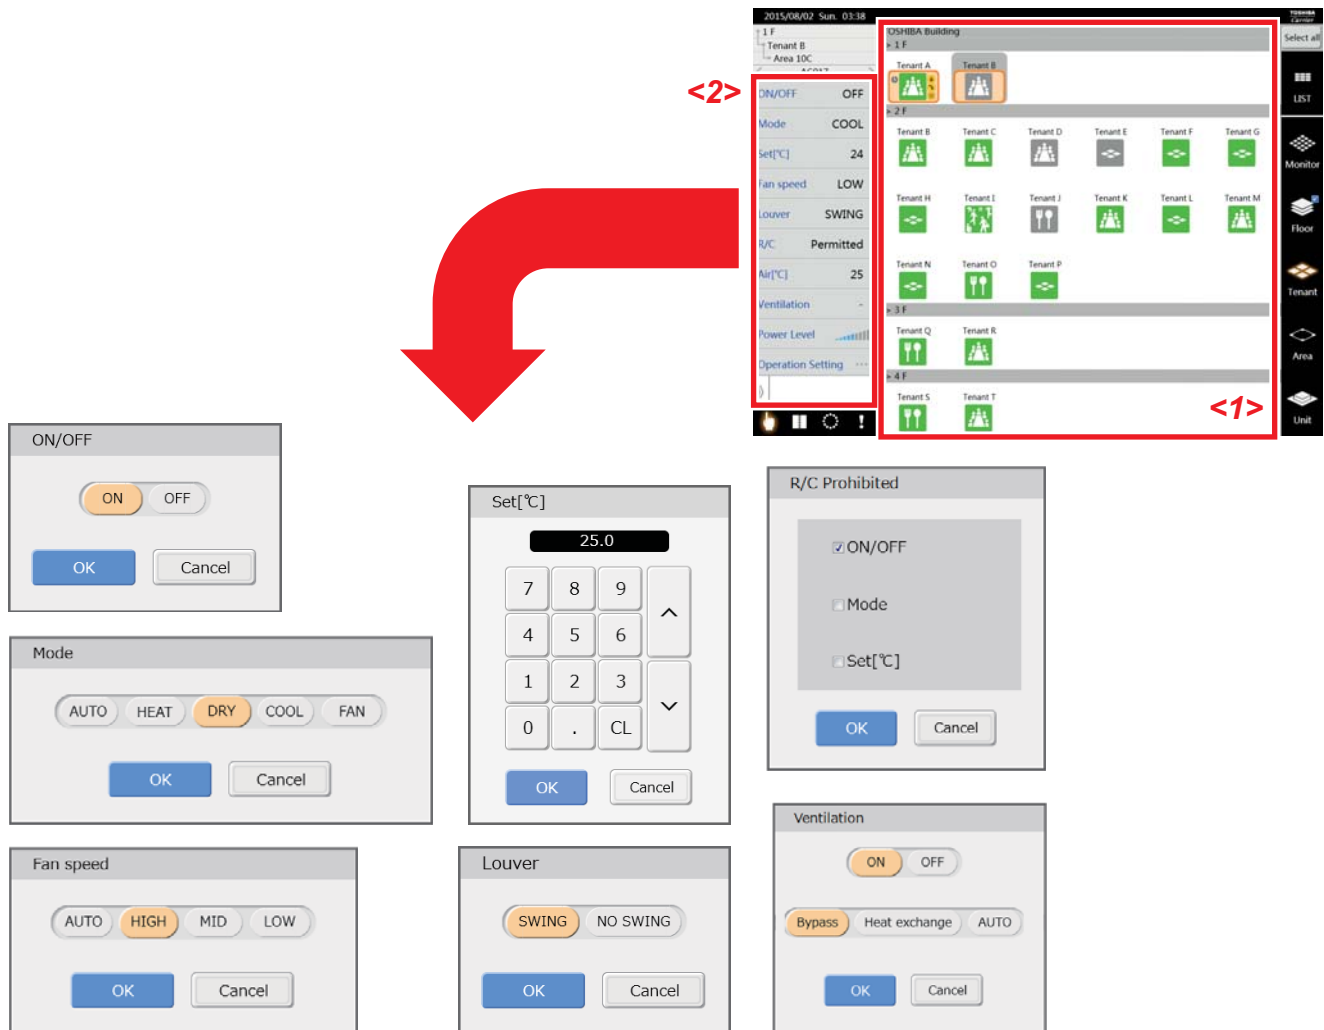 2015/08/02 Sun. 03:38
TOSHIBA
Carrier
1 F
Tenant B
Area 10C
OSHIBA Building
Select all
1 F
Tenant A
Tenant B
<2>
ON/OFF OFF
Mode COOL
Set[℃] 24
Fan speed LOW
Louver SWING
R/C Permitted
Air[℃] 25
Ventilation -
Power Level
Operation Setting ...
2 F
Tenant B
Tenant C
Tenant D
Tenant E
Tenant F
Tenant G
Tenant H
Tenant I
Tenant J
Tenant K
Tenant L
Tenant M
Tenant N
Tenant O
Tenant P
3 F
Tenant Q
Tenant R
4 F
Tenant S
Tenant T
<1>
LIST
Monitor
Floor
Tenant
Area
Unit
ON/OFF
ON OFF
OK Cancel
Mode
AUTO HEAT DRY COOL FAN
OK Cancel
Fan speed
AUTO HIGH MID LOW
OK Cancel
Set[℃]
25.0
7 8 9
4 5 6
1 2 3
0 . CL
OK Cancel
Louver
SWING NO SWING
OK Cancel
R/C Prohibited
ON/OFF
Mode
Set[℃]
OK Cancel
Ventilation
ON OFF
Bypass Heat exchange AUTO
OK Cancel